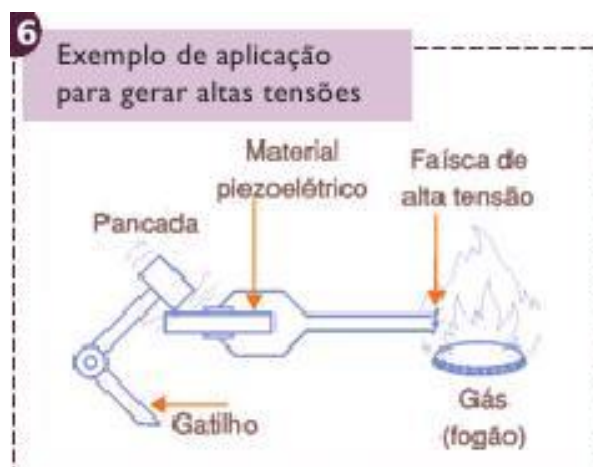 6
Exemplo de aplicação
para gerar altas tensões
Material
piezoelétrico
Faísca de
alta tensão
Pancada
Gatilho
Gás
(fogão)